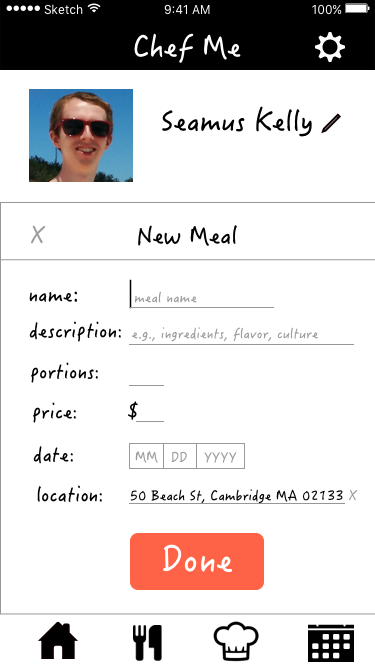 Sketch 9:41 AM 100%
Chef Me
Seamus Kelly
X New Meal
name: meal name
description: e.g., ingredients, flavor, culture
portions:
price: $
date: MM DD YYYY
location: 50 Beach St, Cambridge MA 02133 X
Done